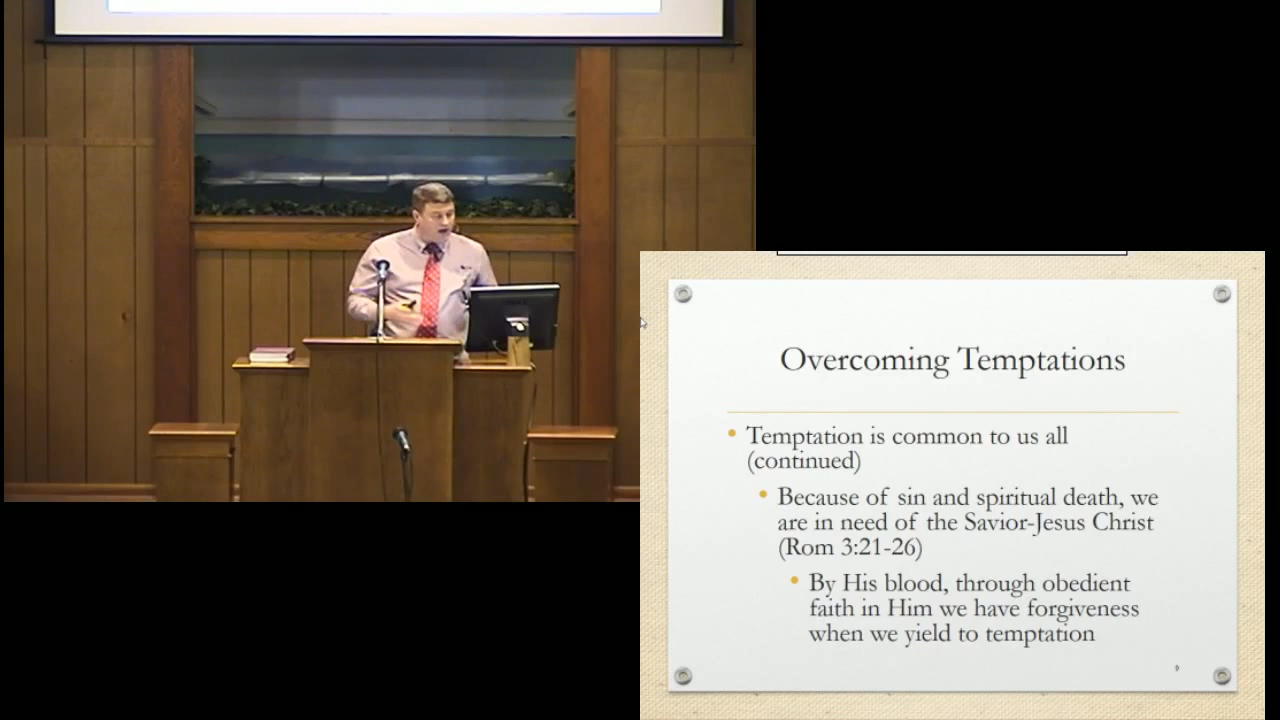 Overcoming Temptations
• Temptation is common to us all
(continued)
• Because of sin and spiritual death, we
are in need of the Savior-Jesus Christ
(Rom 3:21-26)
• By His blood, through obedient
faith in Him we have forgiveness
when we yield to temptation
9